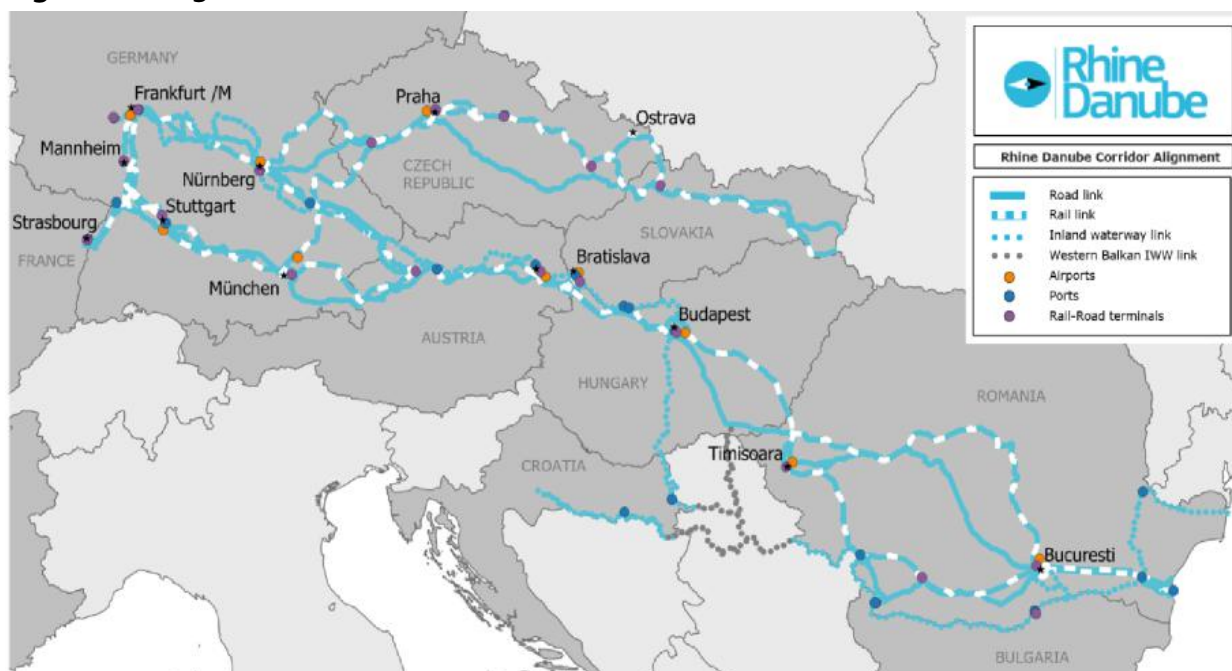 GERMANY
Frankfurt /M
Mannheim
Nürnberg
Praha
CZECH
REPUBLIC
Ostrava
Strasbourg
Stuttgart
FRANCE
München
AUSTRIA
SLOVAKIA
Bratislava
Budapest
HUNGARY
CROATIA
Timisoara
ROMANIA
Bucuresti
BULGARIA
Rhine
Danube
Rhine Danube Corridor Alignment
Road link
Rail link
Inland waterway link
Western Balkan IWW link
Airports
Ports
Rail-Road terminals